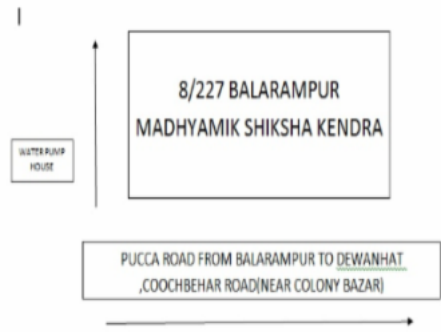 8/227 BALARAMPUR
MADHYAMIK SHIKSHA KENDRA
WATER PUMP
HOUSE
PUCCA ROAD FROM BALARAMPUR TO DEWANHAT
,COOCHBEHAR ROAD(NEAR COLONY BAZAR)